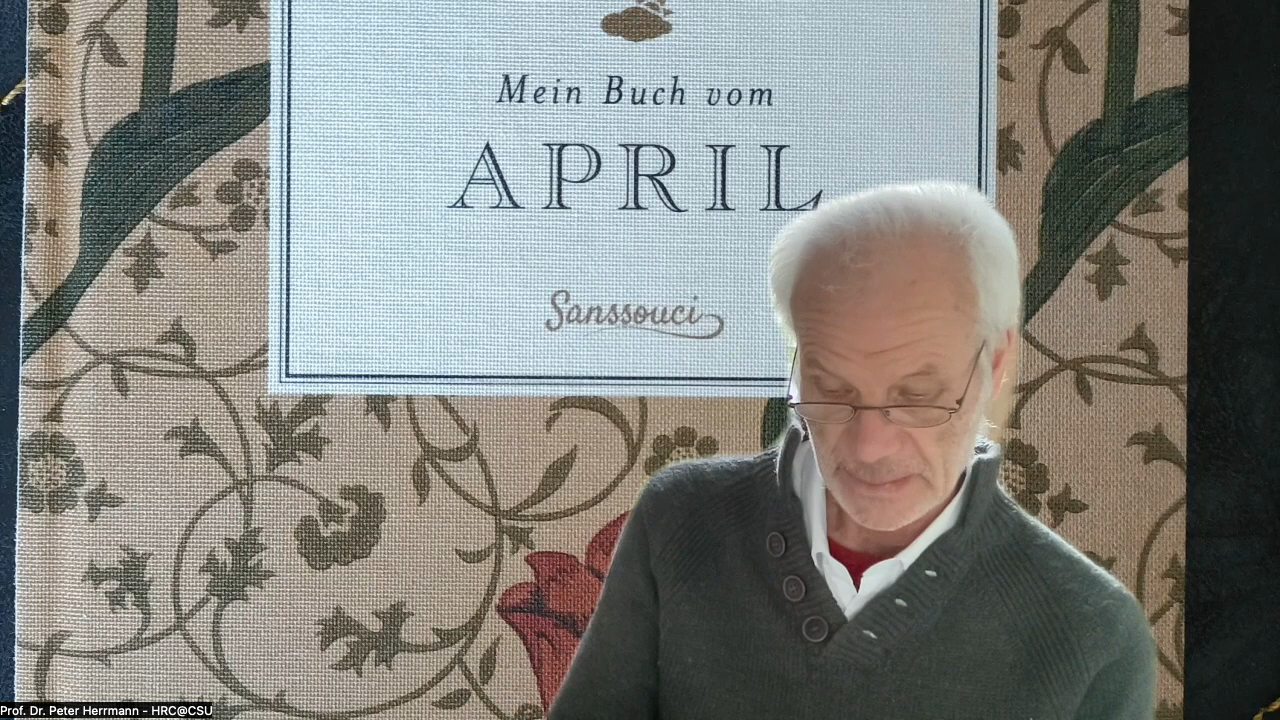 Mein Buch vom
APRIL
Sanssouci
Prof. Dr. Peter Herrmann - HRC@CSU